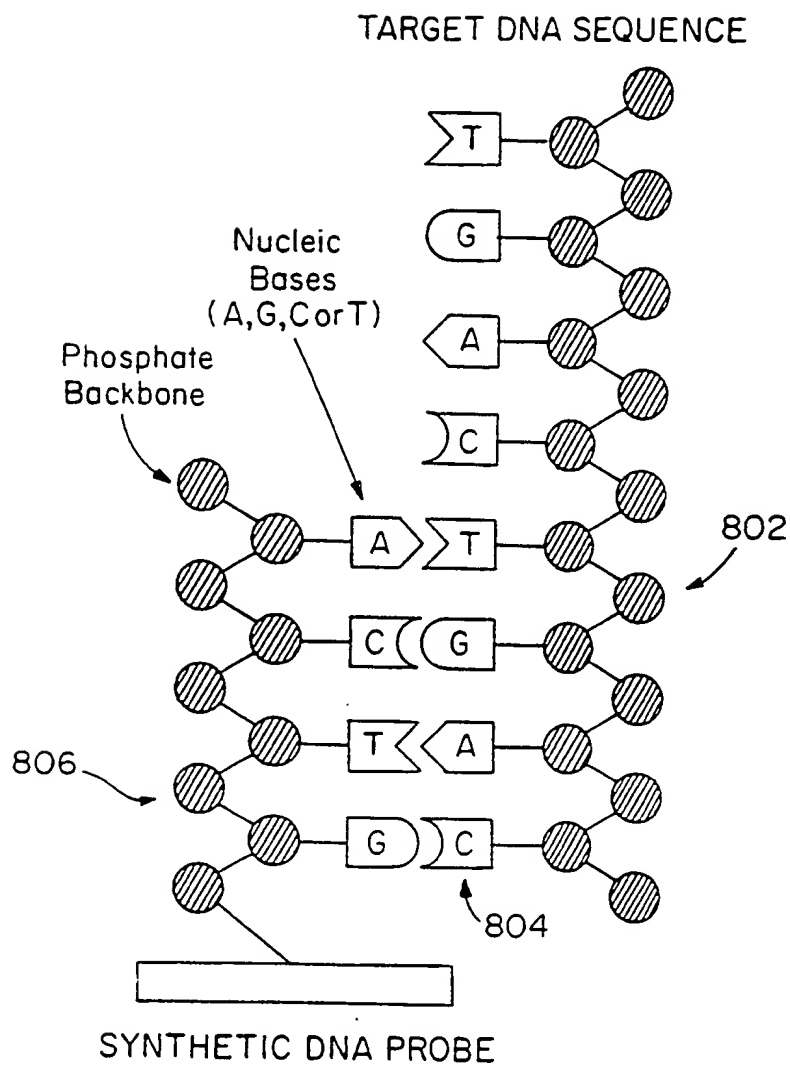 TARGET DNA SEQUENCE
T
G
Nucleic
Bases
(A,G,CorT)
A
Phosphate
Backbone
C
A T
802
C G
T A
806
G C
804
SYNTHETIC DNA PROBE